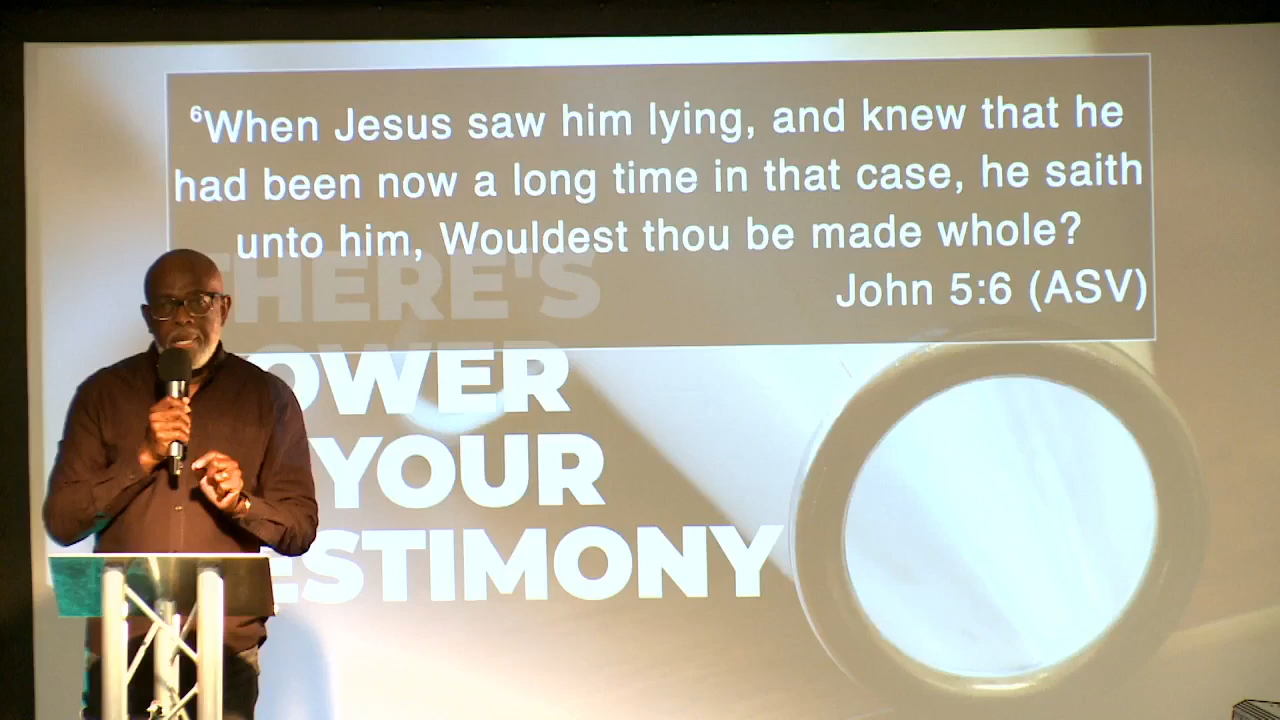 ⁶When Jesus saw him lying, and knew that he
had been now a long time in that case, he saith
unto him, Wouldest thou be made whole?
John 5:6 (ASV)
THERE'S
OWER
YOUR
ESTIMONY